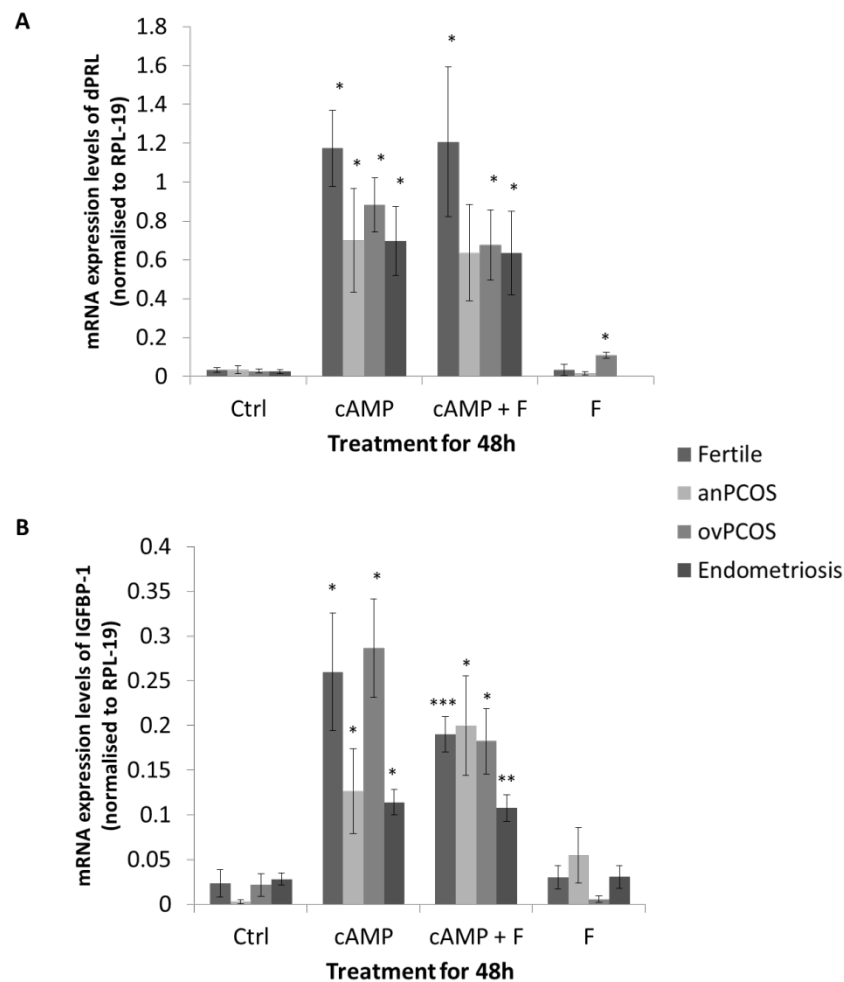 A
mRNA expression levels of dPRL
(normalised to RPL-19)
1.8
1.6
1.4
1.2
1
0.8
0.6
0.4
0.2
0
* * * * * * * *
Ctrl cAMP cAMP + F F
Treatment for 48h
Fertile
anPCOS
ovPCOS
Endometriosis
B
mRNA expression levels of IGFBP-1
(normalised to RPL-19)
0.4
0.35
0.3
0.25
0.2
0.15
0.1
0.05
0
* * * * *** * * **
Ctrl cAMP cAMP + F F
Treatment for 48h